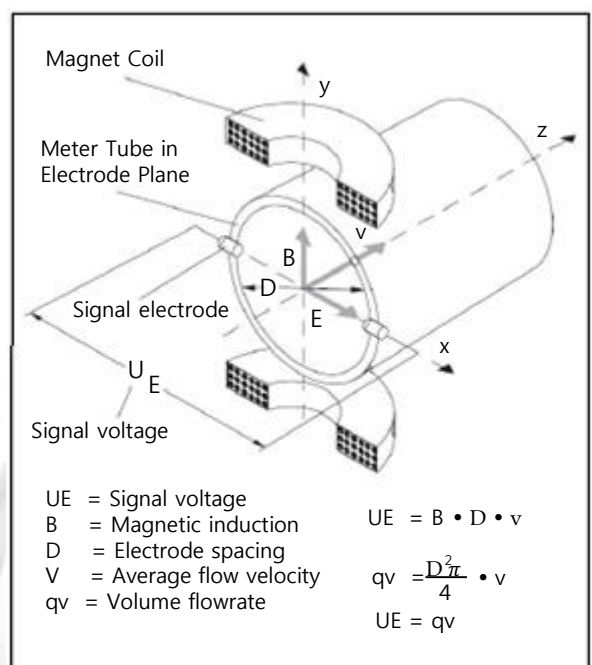 Magnet Coil
y
z
Meter Tube in
Electrode Plane
v
B
D
Signal electrode
E
x
U E
Signal voltage
UE = Signal voltage
B = Magnetic induction
D = Electrode spacing
V = Average flow velocity
qv = Volume flowrate
UE = B • D • v
qv = D²π/4 • v
UE = qv